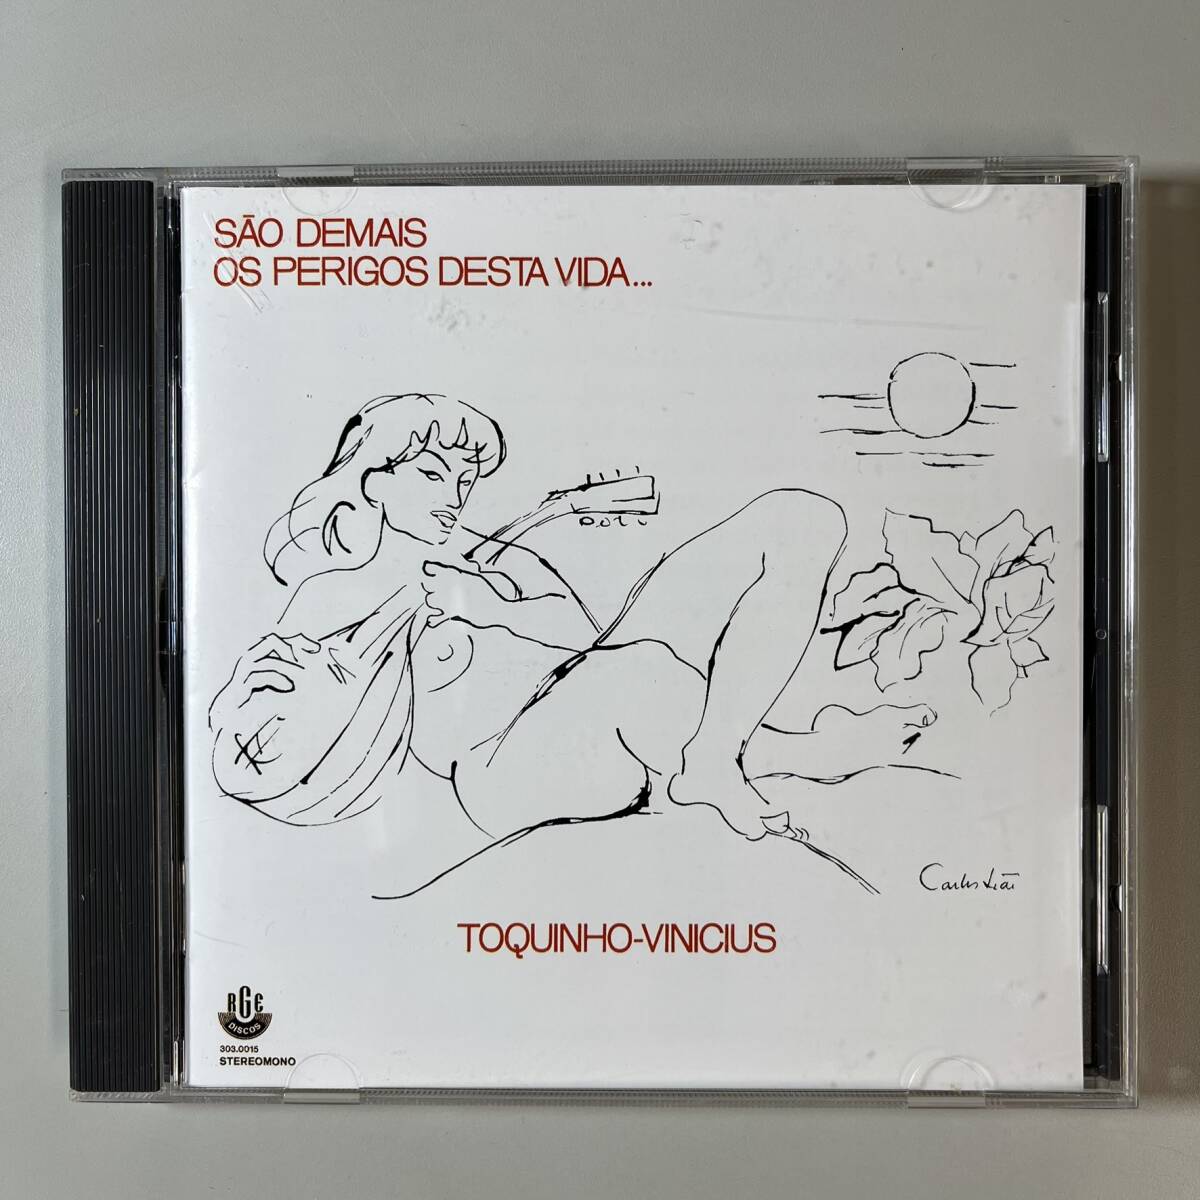 SÃO DEMAIS
OS PERIGOS DESTA VIDA...
Carlos Leão
TOQUINHO-VINICIUS
RGE
DISCOS
303.0015
STEREOMONO